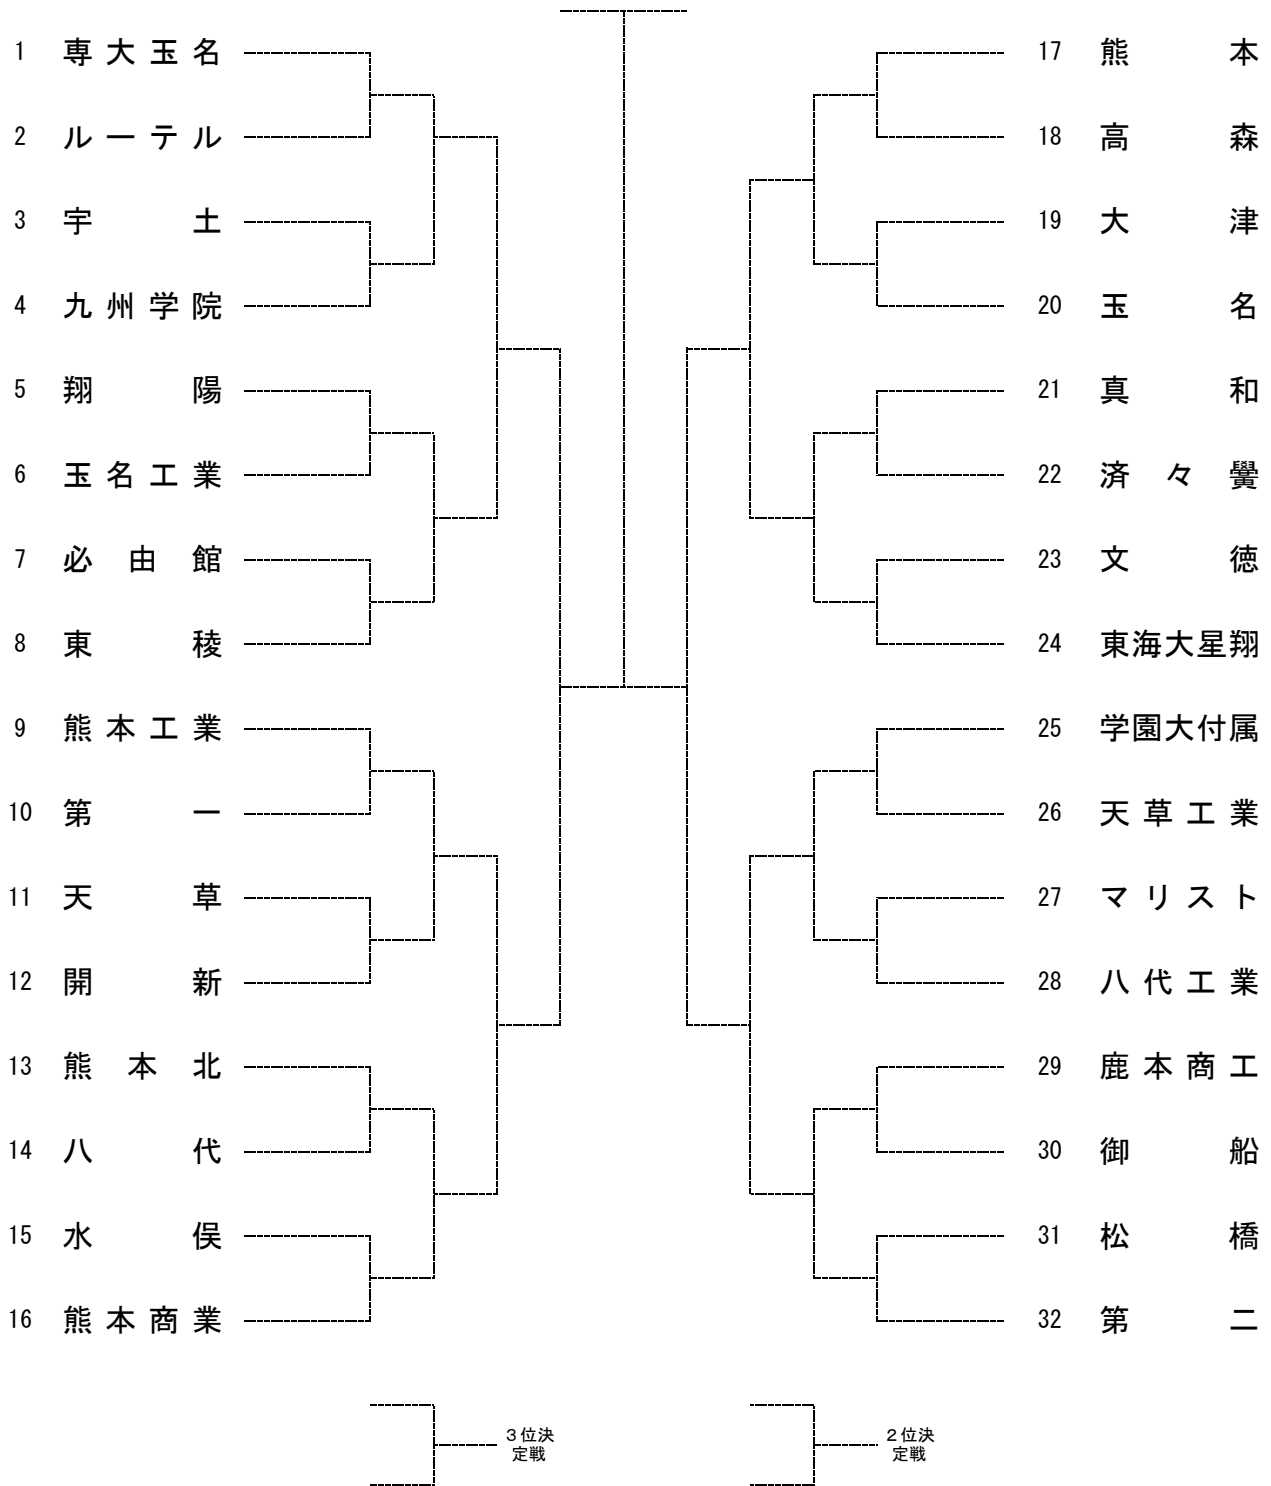 1 専大玉名
2 ルーテル
3 宇土
4 九州学院
5 翔陽
6 玉名工業
7 必由館
8 東稜
9 熊本工業
10 第一
11 天草
12 開新
13 熊本北
14 八代
15 水俣
16 熊本商業
17 熊本
18 高森
19 大津
20 玉名
21 真和
22 済々黌
23 文徳
24 東海大星翔
25 学園大付属
26 天草工業
27 マリスト
28 八代工業
29 鹿本商工
30 御船
31 松橋
32 第二
３位決
定戦
２位決
定戦